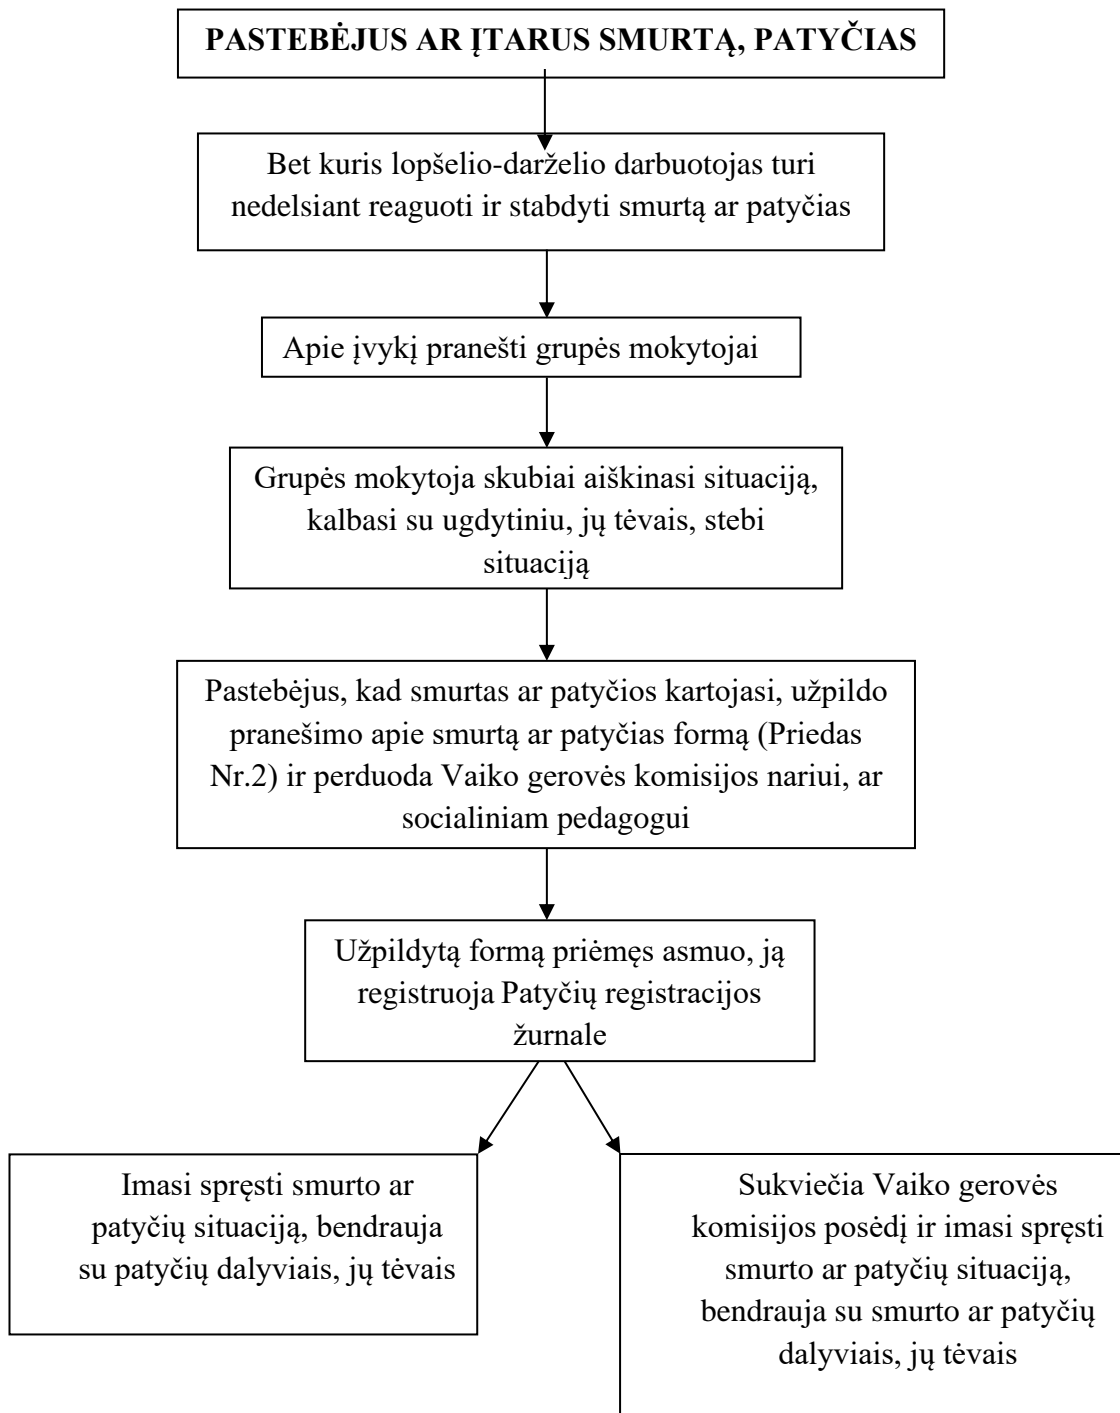 PASTEBĖJUS AR ĮTARUS SMURTĄ, PATYČIAS
Bet kuris lopšelio-darželio darbuotojas turi
nedelsiant reaguoti ir stabdyti smurtą ar patyčias
Apie įvykį pranešti grupės mokytojai
Grupės mokytoja skubiai aiškinasi situaciją,
kalbasi su ugdytiniu, jų tėvais, stebi
situaciją
Pastebėjus, kad smurtas ar patyčios kartojasi, užpildo
pranešimo apie smurtą ar patyčias formą (Priedas
Nr.2) ir perduoda Vaiko gerovės komisijos nariui, ar
socialiniam pedagogui
Užpildytą formą priėmęs asmuo, ją
registruoja Patyčių registracijos
žurnale
Imasi spręsti smurto ar
patyčių situaciją, bendrauja
su patyčių dalyviais, jų tėvais
Sukviečia Vaiko gerovės
komisijos posėdį ir imasi spręsti
smurto ar patyčių situaciją,
bendrauja su smurto ar patyčių
dalyviais, jų tėvais